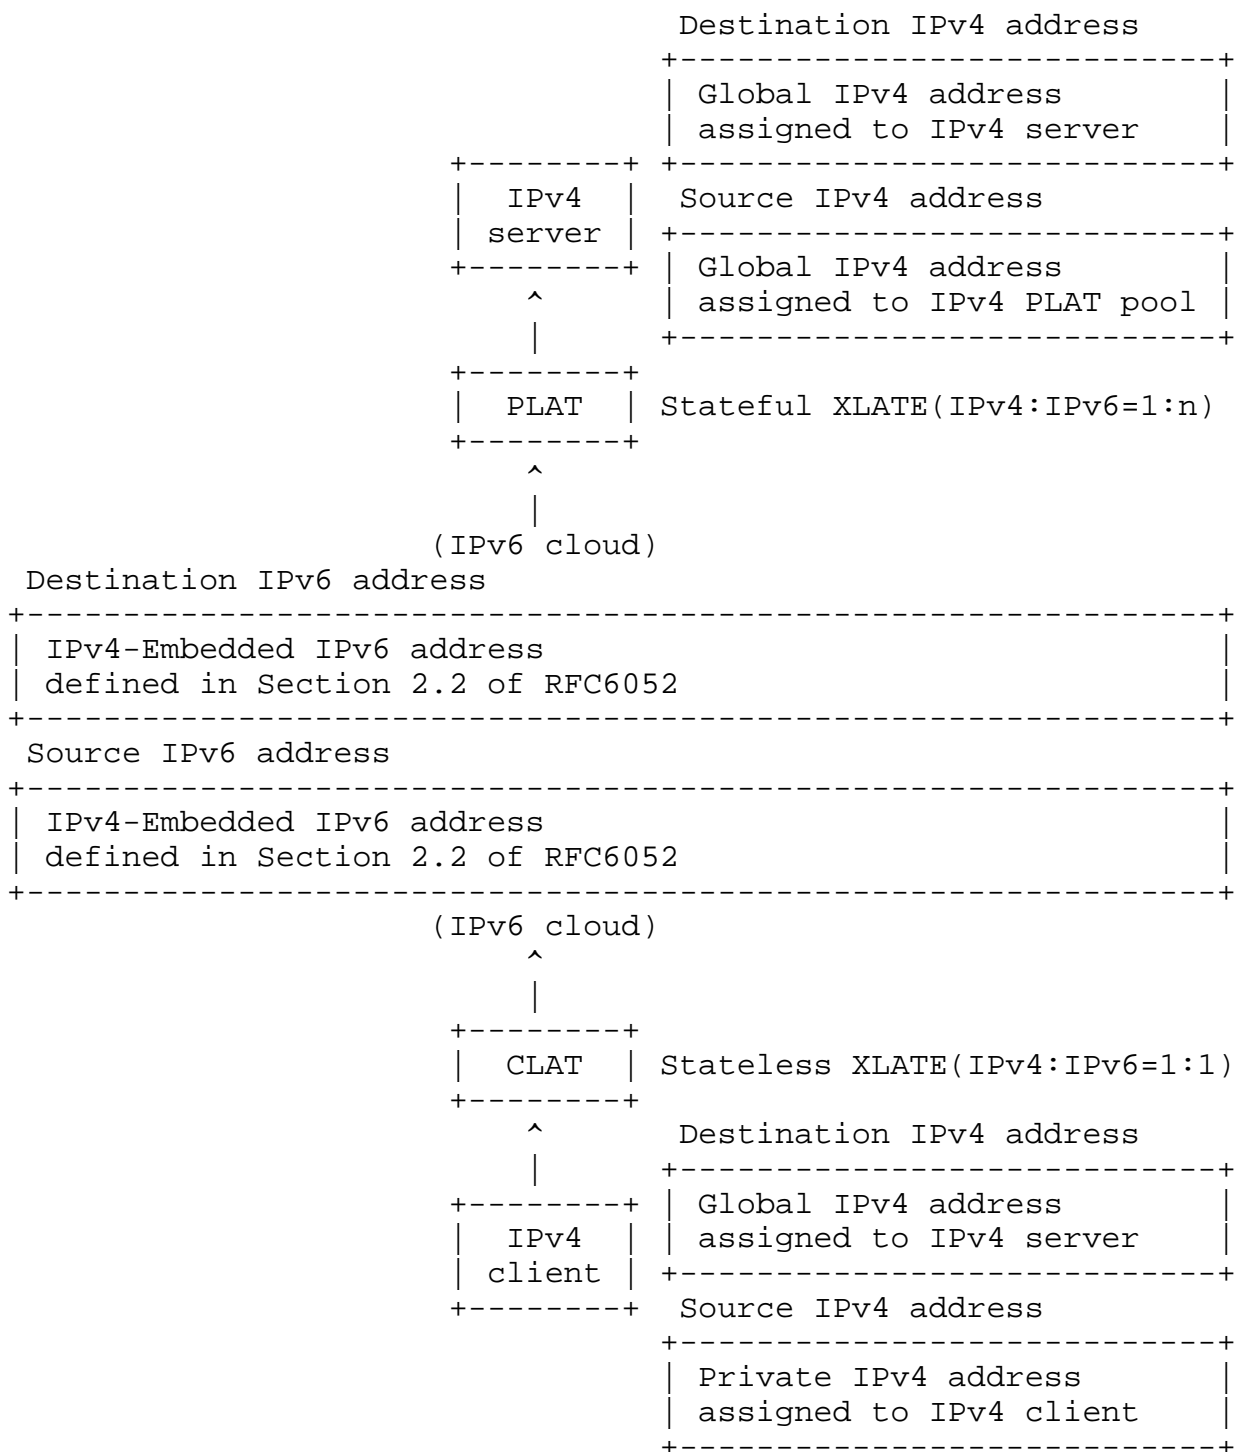 Destination IPv4 address
Global IPv4 address
assigned to IPv4 server
IPv4
server
Source IPv4 address
Global IPv4 address
assigned to IPv4 PLAT pool
PLAT
Stateful XLATE(IPv4:IPv6=1:n)
(IPv6 cloud)
Destination IPv6 address
IPv4-Embedded IPv6 address
defined in Section 2.2 of RFC6052
Source IPv6 address
IPv4-Embedded IPv6 address
defined in Section 2.2 of RFC6052
(IPv6 cloud)
CLAT
Stateless XLATE(IPv4:IPv6=1:1)
Destination IPv4 address
Global IPv4 address
assigned to IPv4 server
IPv4
client
Source IPv4 address
Private IPv4 address
assigned to IPv4 client